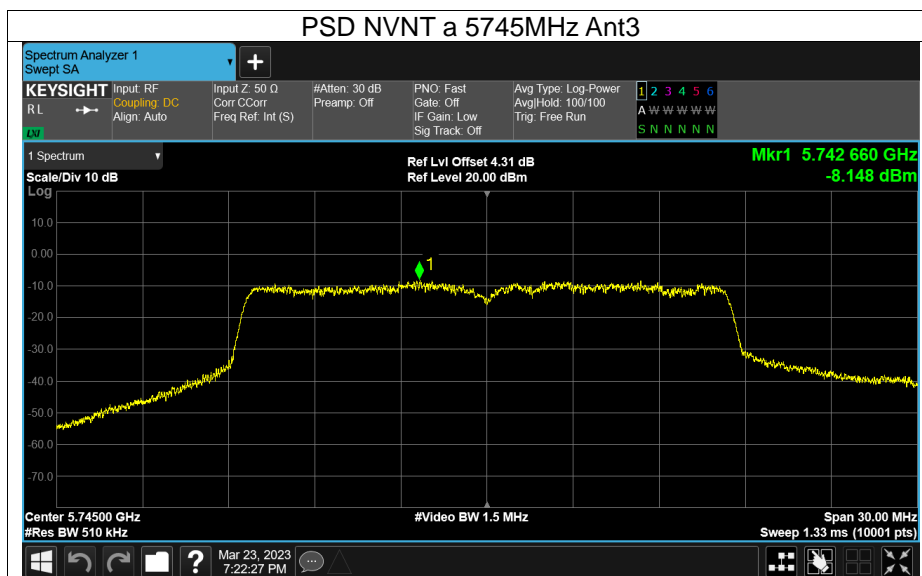 PSD NVNT a 5745MHz Ant3
Spectrum Analyzer 1
Swept SA
▼
+
KEYSIGHT
RL
LXI
Input: RF
Coupling: DC
Align: Auto
Input Z: 50 Ω
Corr CCorr
Freq Ref: Int (S)
#Atten: 30 dB
Preamp: Off
PNO: Fast
Gate: Off
IF Gain: Low
Sig Track: Off
Avg Type: Log-Power
Avg|Hold: 100/100
Trig: Free Run
1 2 3 4 5 6
A W W W W W
S N N N N N
1 Spectrum ▼
Scale/Div 10 dB
Log
Ref Lvl Offset 4.31 dB
Ref Level 20.00 dBm
Mkr1 5.742 660 GHz
-8.148 dBm
10.0
0.00
1
-10.0
-20.0
-30.0
-40.0
-50.0
-60.0
-70.0
Center 5.74500 GHz
#Res BW 510 kHz
#Video BW 1.5 MHz
Span 30.00 MHz
Sweep 1.33 ms (10001 pts)
?
Mar 23, 2023
7:22:27 PM